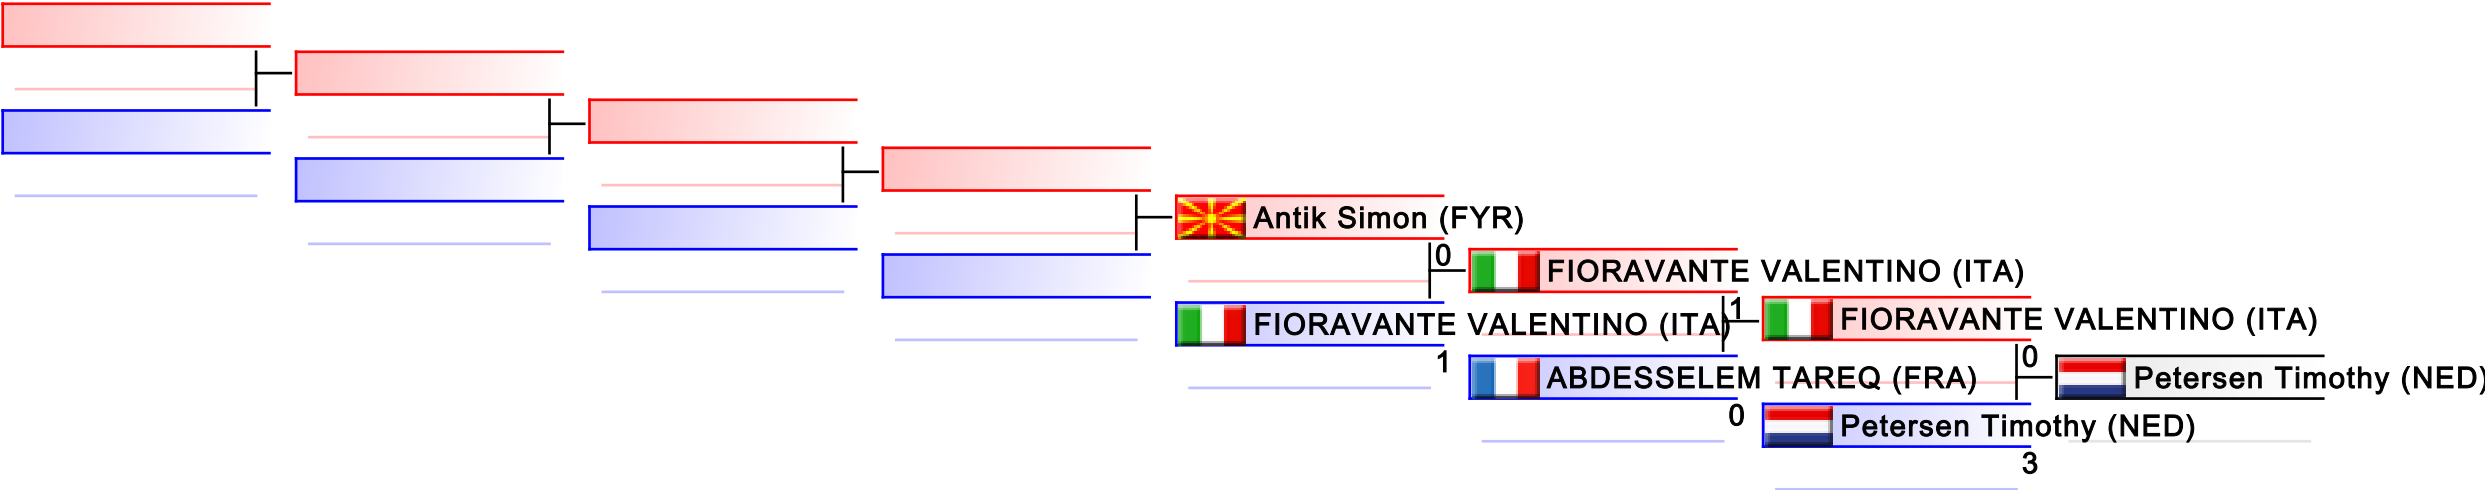 Antik Simon (FYR)
0
FIORAVANTE VALENTINO (ITA)
1
FIORAVANTE VALENTINO (ITA)
1
ABDESSELEM TAREQ (FRA)
0
FIORAVANTE VALENTINO (ITA)
0
Petersen Timothy (NED)
3
Petersen Timothy (NED)